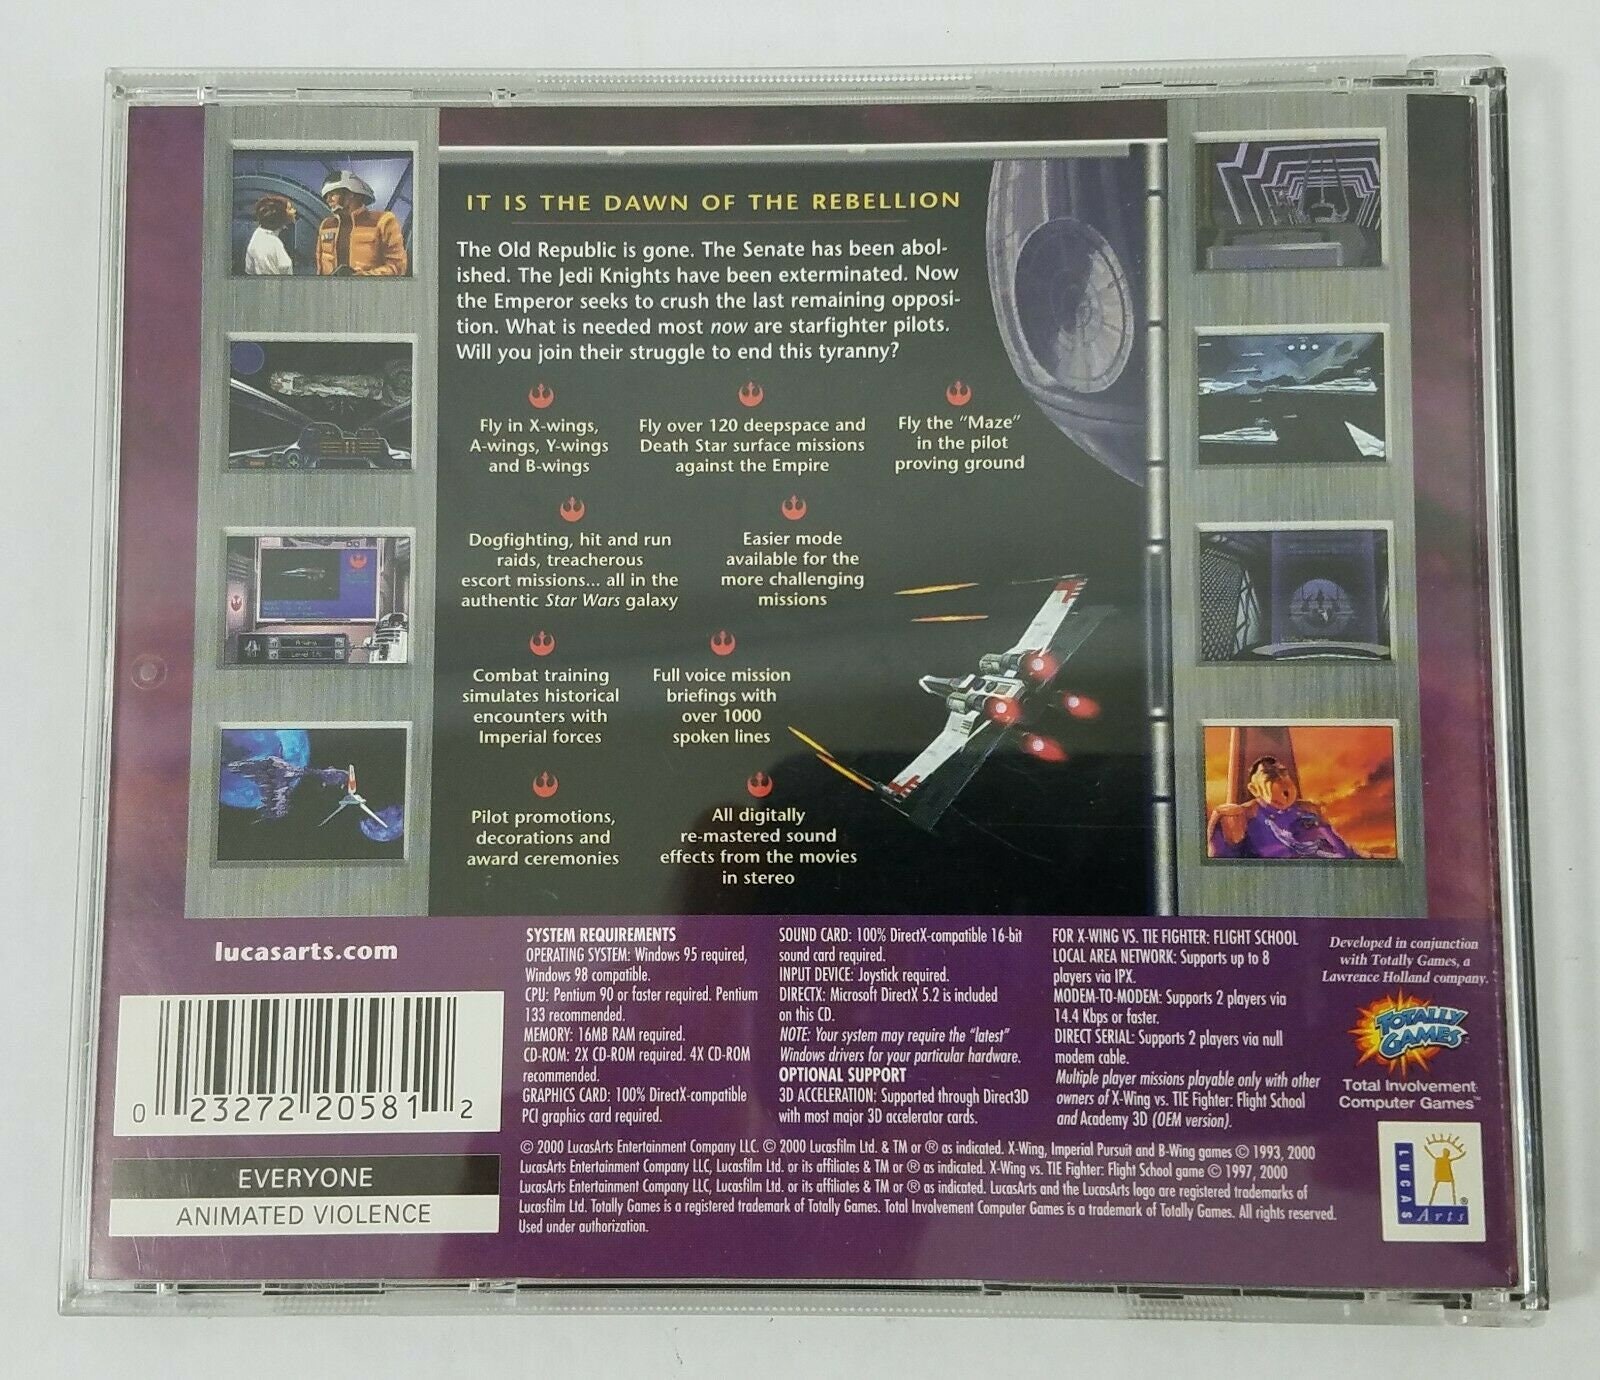 IT IS THE DAWN OF THE REBELLION
The Old Republic is gone. The Senate has been abol-
ished. The Jedi Knights have been exterminated. Now
the Emperor seeks to crush the last remaining opposi-
tion. What is needed most now are starfighter pilots.
Will you join their struggle to end this tyranny?
Fly in X-wings,
A-wings, Y-wings
and B-wings
Fly over 120 deepspace and
Death Star surface missions
against the Empire
Fly the "Maze"
in the pilot
proving ground
Dogfighting, hit and run
raids, treacherous
escort missions... all in the
authentic Star Wars galaxy
Easier mode
available for the
more challenging
missions
Combat training
simulates historical
encounters with
Imperial forces
Full voice mission
briefings with
over 1000
spoken lines
Pilot promotions,
decorations and
award ceremonies
All digitally
re-mastered sound
effects from the movies
in stereo
lucasarts.com
0 23272 20581 2
EVERYONE
ANIMATED VIOLENCE
SYSTEM REQUIREMENTS
OPERATING SYSTEM: Windows 95 required,
Windows 98 compatible.
CPU: Pentium 90 or faster required. Pentium
133 recommended.
MEMORY: 16MB RAM required.
CD-ROM: 2X CD-ROM required. 4X CD-ROM
recommended.
GRAPHICS CARD: 100% DirectX-compatible
PCI graphics card required.
SOUND CARD: 100% DirectX-compatible 16-bit
sound card required.
INPUT DEVICE: Joystick required.
DIRECTX: Microsoft DirectX 5.2 is included
on this CD.
NOTE: Your system may require the "latest"
Windows drivers for your particular hardware.
OPTIONAL SUPPORT
3D ACCELERATION: Supported through Direct3D
with most major 3D accelerator cards.
FOR X-WING VS. TIE FIGHTER: FLIGHT SCHOOL
LOCAL AREA NETWORK: Supports up to 8
players via IPX.
MODEM-TO-MODEM: Supports 2 players via
14.4 Kbps or faster.
DIRECT SERIAL: Supports 2 players via null
modem cable.
Multiple player missions playable only with other
owners of X-Wing vs. TIE Fighter: Flight School
and Academy 3D (OEM version).
Developed in conjunction
with Totally Games, a
Lawrence Holland company.
TOTALLY
GAMES
Total Involvement
Computer Games™
© 2000 LucasArts Entertainment Company LLC. © 2000 Lucasfilm Ltd. & TM or ® as indicated. X-Wing, Imperial Pursuit and B-Wing games © 1993, 2000
LucasArts Entertainment Company LLC, Lucasfilm Ltd. or its affiliates & TM or ® as indicated. X-Wing vs. TIE Fighter: Flight School game © 1997, 2000
LucasArts Entertainment Company LLC, Lucasfilm Ltd. or its affiliates & TM or ® as indicated. LucasArts and the LucasArts logo are registered trademarks of
Lucasfilm Ltd. Totally Games is a registered trademark of Totally Games. Total Involvement Computer Games is a trademark of Totally Games. All rights reserved.
Used under authorization.
LUCAS
Arts ®